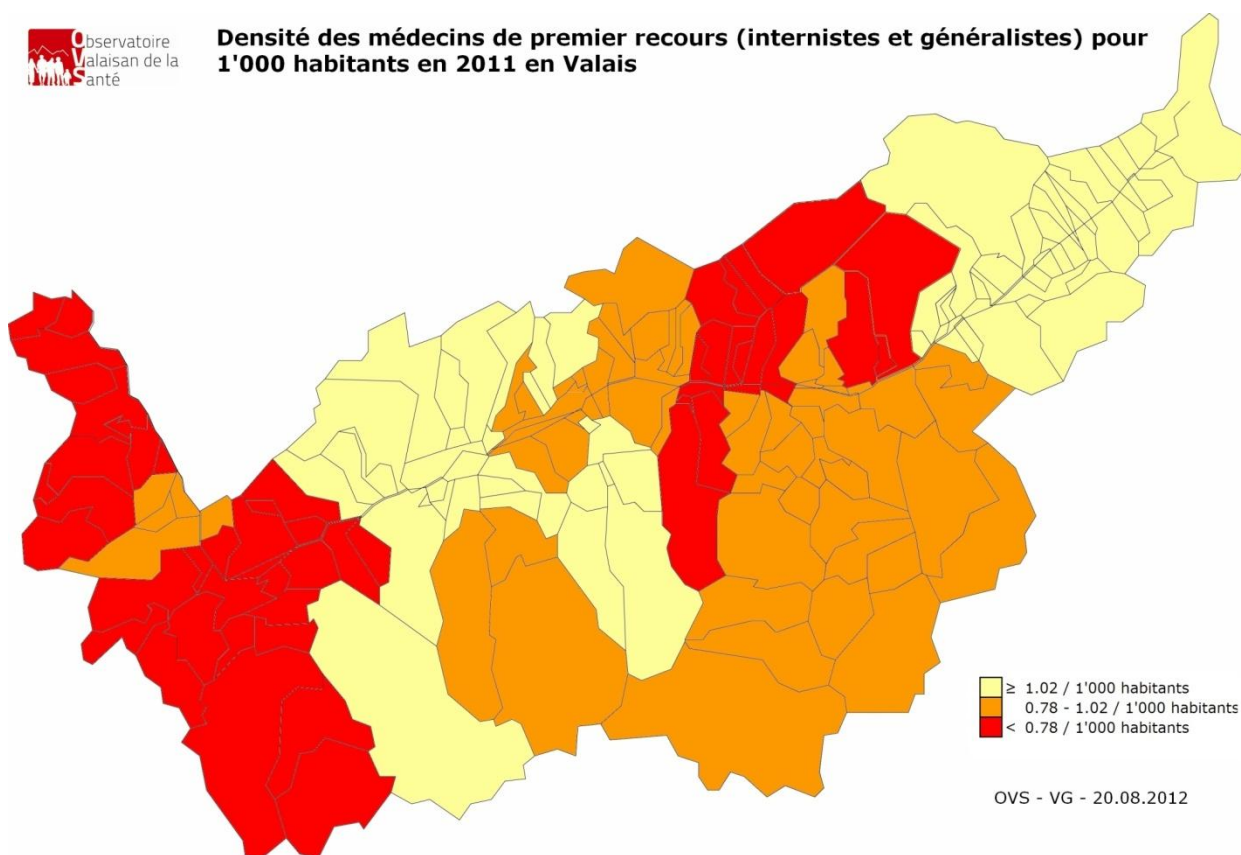 Observatoire
Valaisan de la
Santé
Densité des médecins de premier recours (internistes et généralistes) pour
1'000 habitants en 2011 en Valais
≥ 1.02 / 1'000 habitants
0.78 - 1.02 / 1'000 habitants
< 0.78 / 1'000 habitants
OVS - VG - 20.08.2012